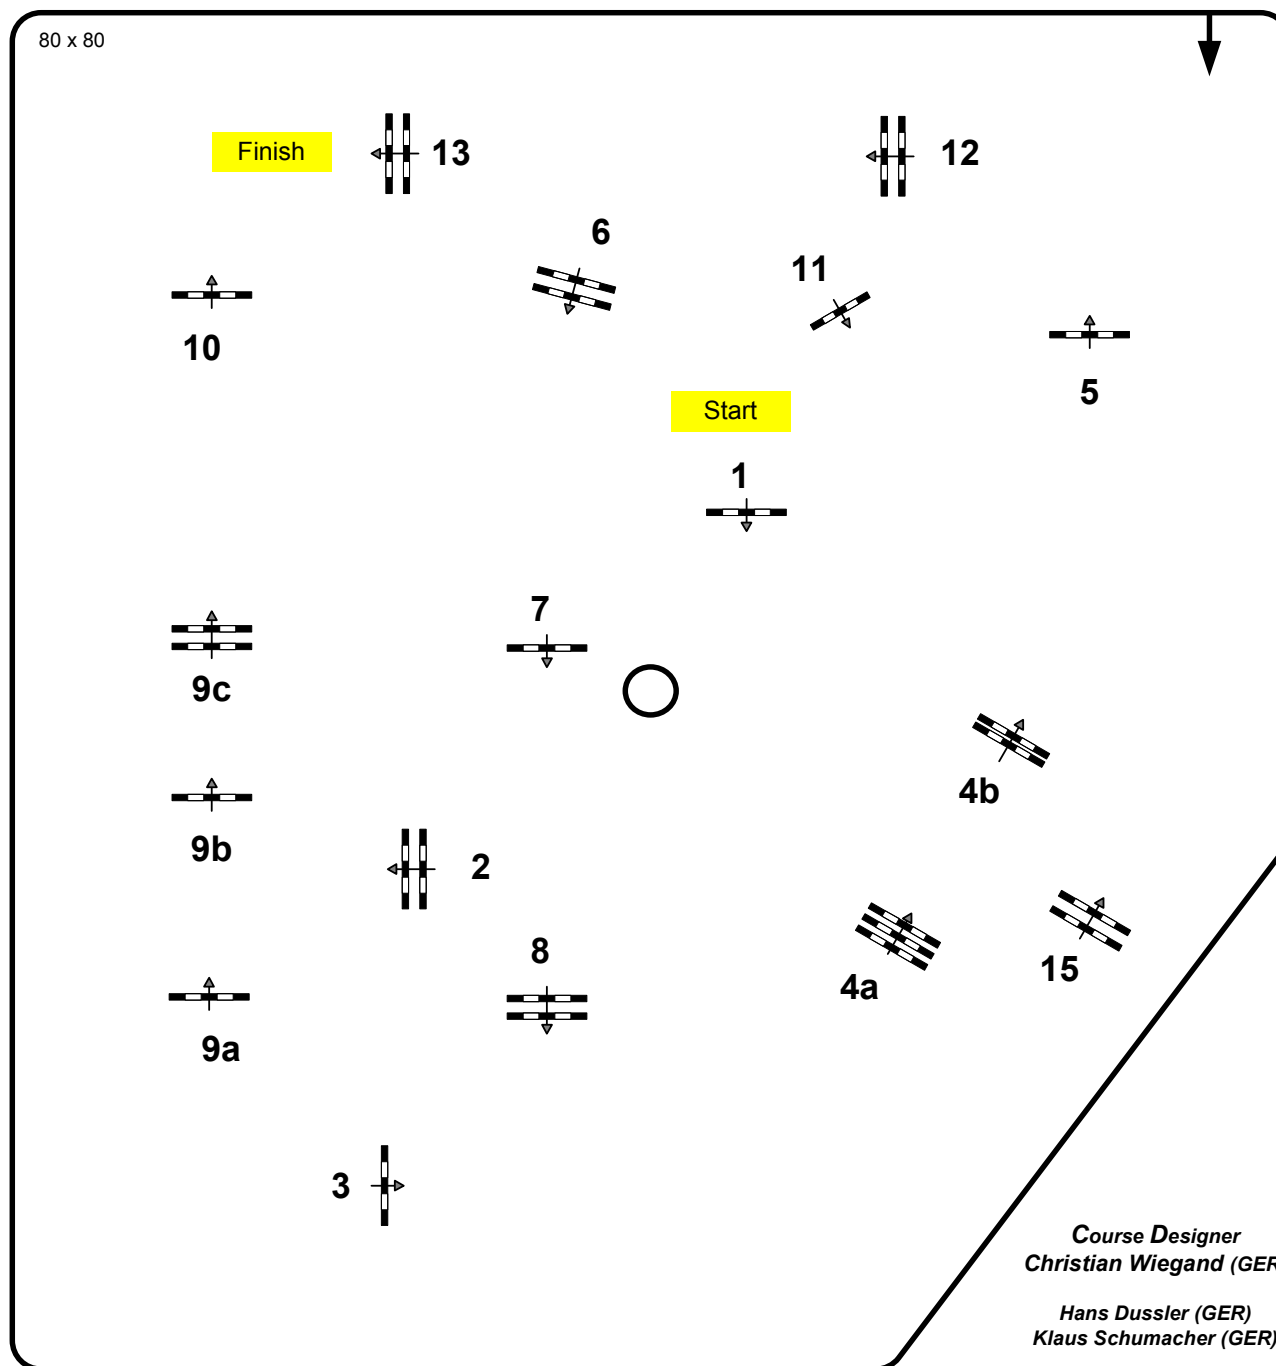 80 x 80
Finish
13
12
6
11
10
5
Start
1
7
9c
4b
9b
2
8
4a
15
9a
3
Course Designer
Christian Wiegand (GER
Hans Dussler (GER)
Klaus Schumacher (GER)